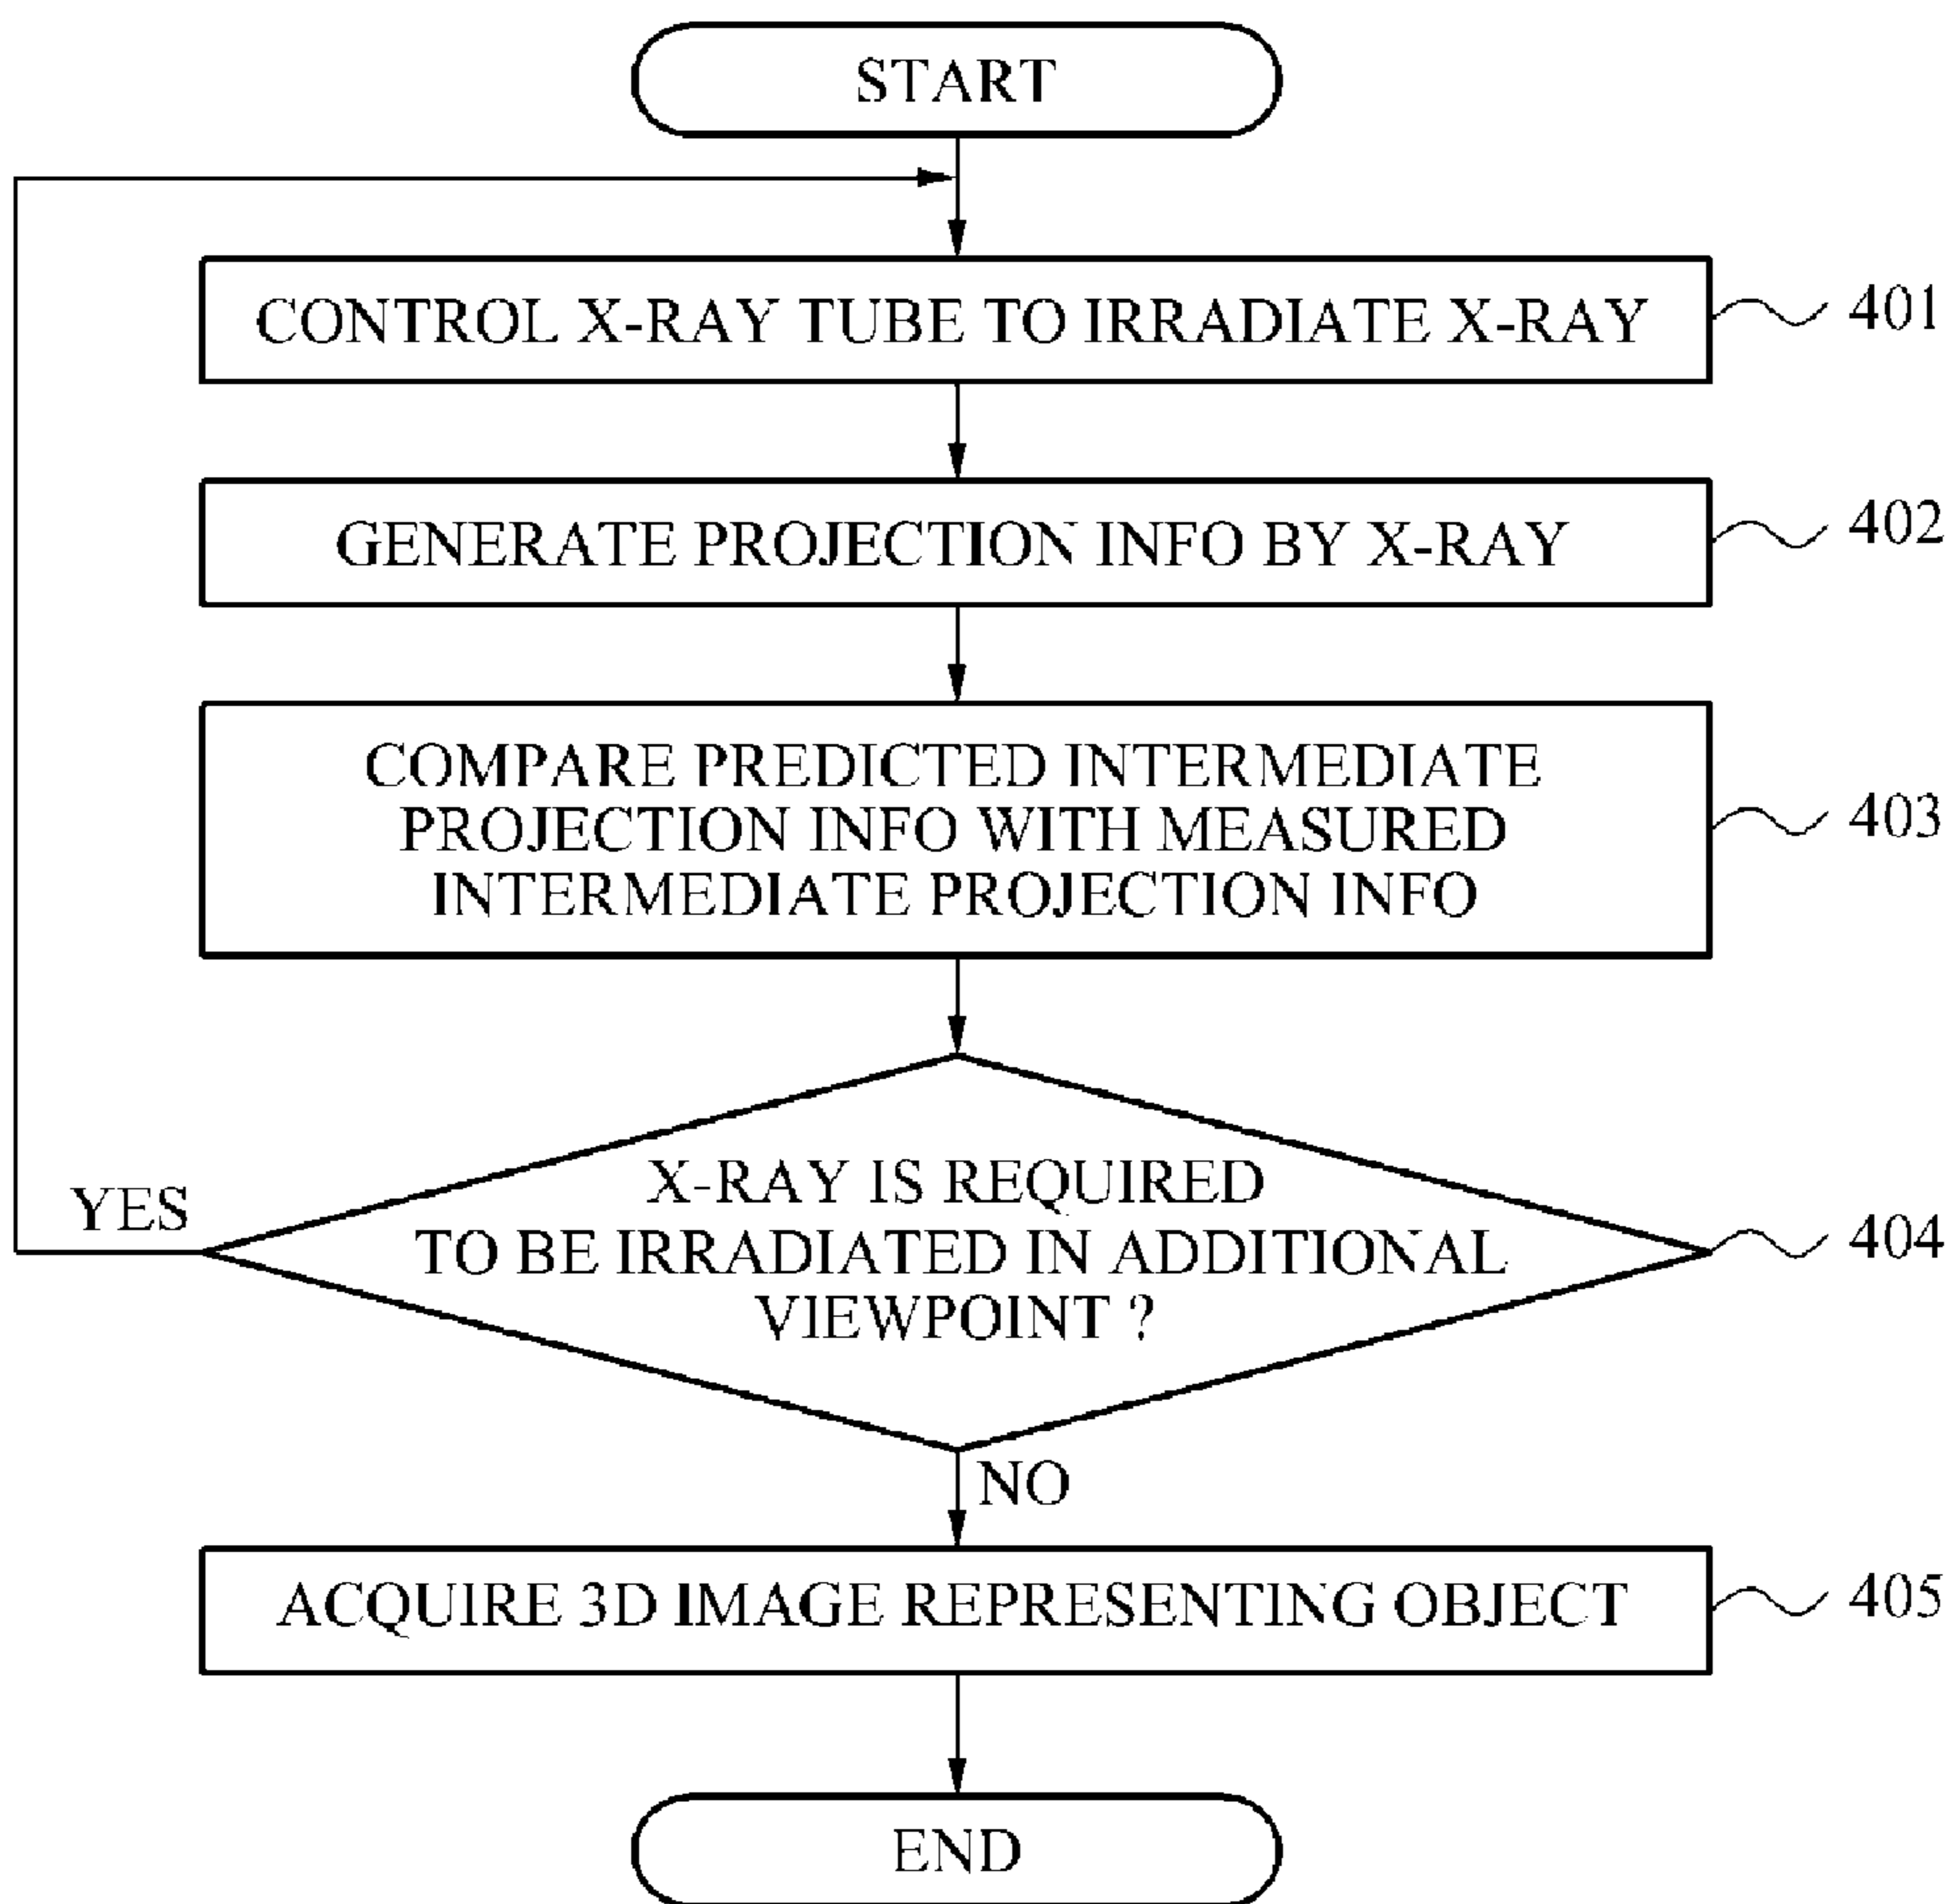 START
CONTROL X-RAY TUBE TO IRRADIATE X-RAY
401
GENERATE PROJECTION INFO BY X-RAY
402
COMPARE PREDICTED INTERMEDIATE
PROJECTION INFO WITH MEASURED
INTERMEDIATE PROJECTION INFO
403
X-RAY IS REQUIRED
TO BE IRRADIATED IN ADDITIONAL
VIEWPOINT ?
404
YES
NO
ACQUIRE 3D IMAGE REPRESENTING OBJECT
405
END